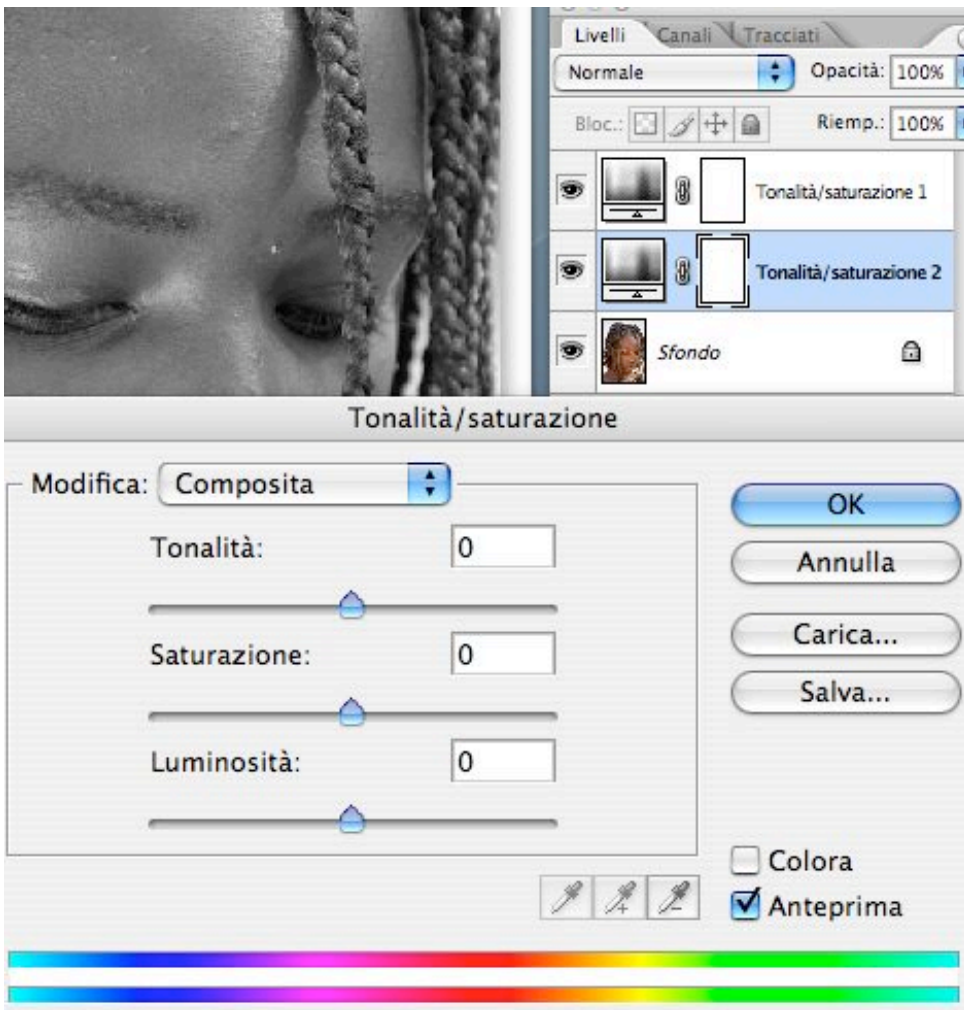 Livelli Canali Tracciati
Normale Opacità: 100%
Bloc.: Riemp.: 100%
Tonalità/saturazione 1
Tonalità/saturazione 2
Sfondo
Tonalità/saturazione
Modifica: Composita
Tonalità: 0
Saturazione: 0
Luminosità: 0
OK
Annulla
Carica...
Salva...
Colora
Anteprima